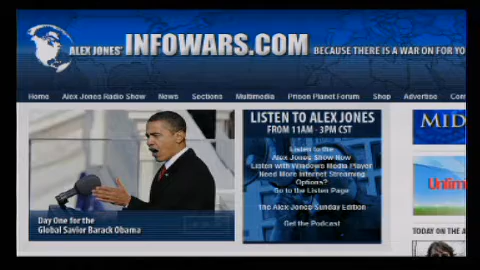 ALEX JONES' INFOWARS.COM BECAUSE THERE IS A WAR ON FOR YO
Home Alex Jones Radio Show News Sections Multimedia Prison Planet Forum Shop Advertise Con
LISTEN TO ALEX JONES
FROM 11AM - 3PM CST
MID
Listen to the
Alex Jones Show Now
Listen with Windows Media Player
Need More Internet Streaming
Options?
Go to the Listen Page
Unlim
The Alex Jones Sunday Edition
Get the Podcast
Day One for the
Global Savior Barack Obama
TODAY ON THE A